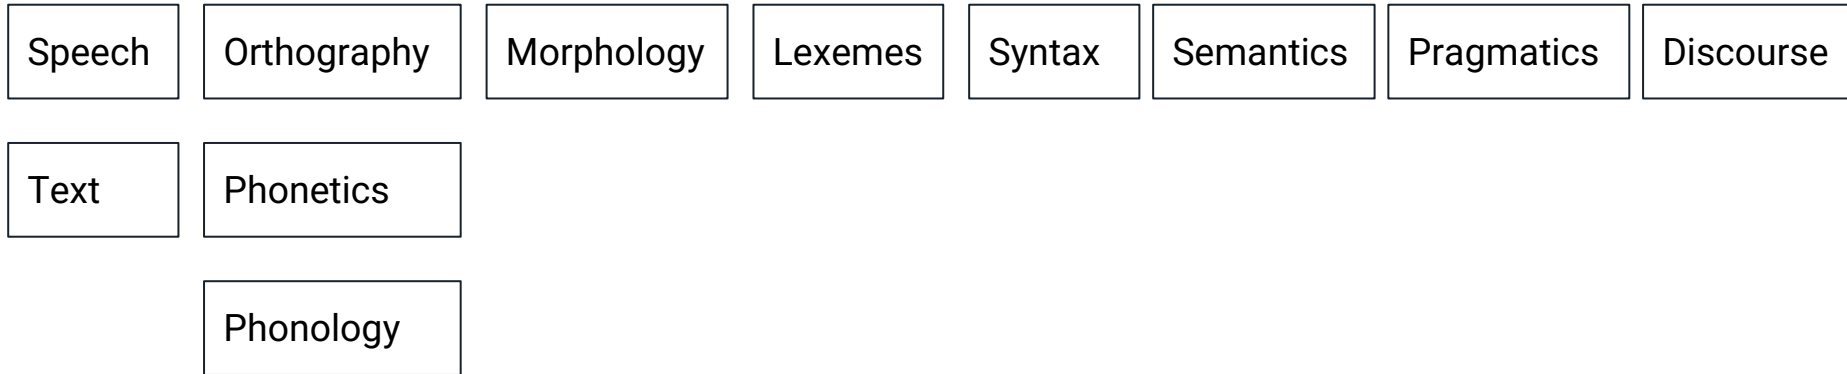 Speech Orthography Morphology Lexemes Syntax Semantics Pragmatics Discourse
Text Phonetics
Phonology